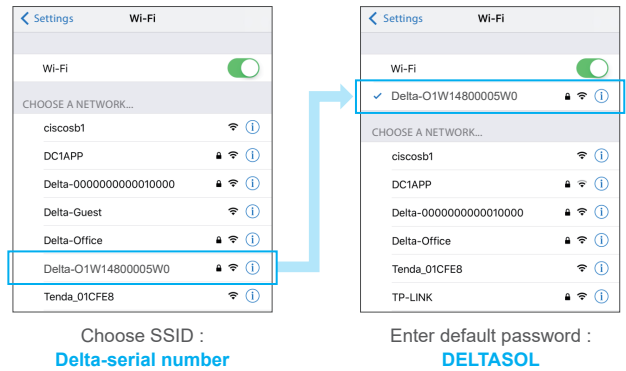 Settings Wi-Fi
Wi-Fi
CHOOSE A NETWORK...
ciscosb1
DC1APP
Delta-0000000000010000
Delta-Guest
Delta-Office
Delta-O1W14800005W0
Tenda_01CFE8
Choose SSID :
Delta-serial number
Settings Wi-Fi
Wi-Fi
Delta-O1W14800005W0
CHOOSE A NETWORK...
ciscosb1
DC1APP
Delta-0000000000010000
Delta-Office
Tenda_01CFE8
TP-LINK
Enter default password :
DELTASOL